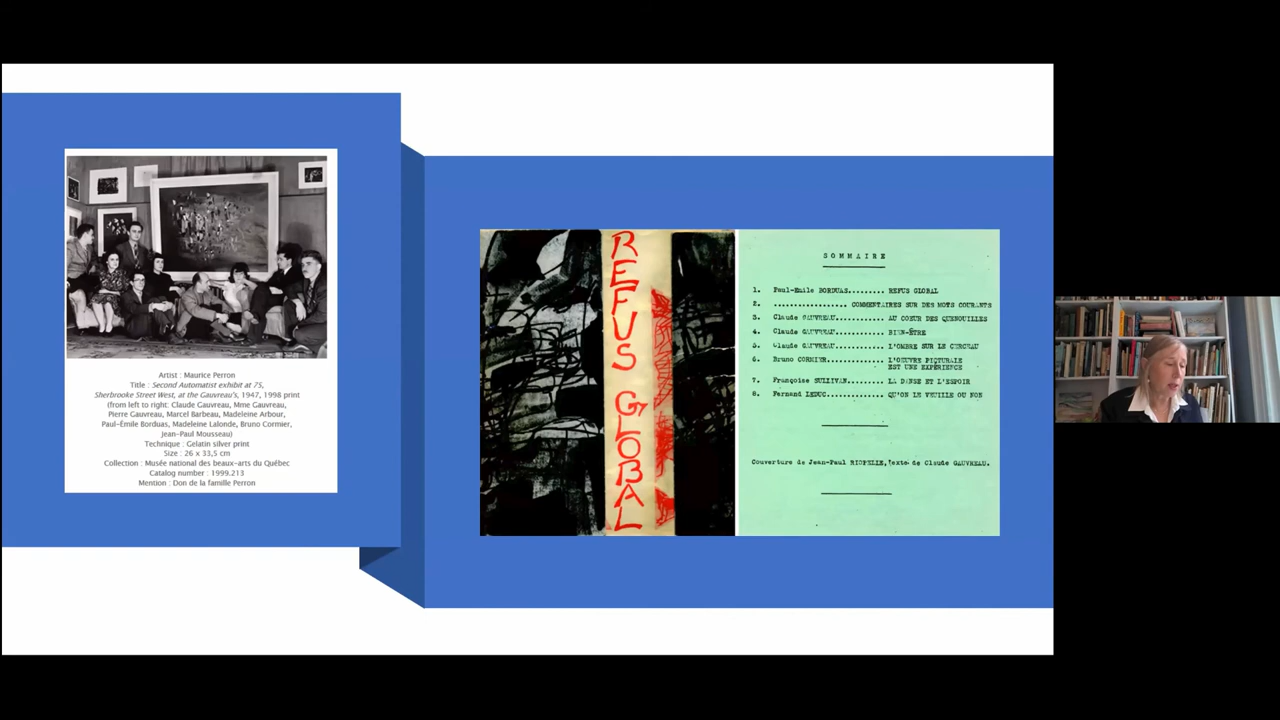 Artist : Maurice Perron
Title : Second Automatist exhibit at 75,
Sherbrooke Street West, at the Gauvreau's, 1947, 1998 print
(from left to right: Claude Gauvreau, Mme Gauvreau,
Pierre Gauvreau, Marcel Barbeau, Madeleine Arbour,
Paul-Émile Borduas, Madeleine Lalonde, Bruno Cormier,
Jean-Paul Mousseau)
Technique : Gelatin silver print
Size : 26 x 33,5 cm
Collection : Musée national des beaux-arts du Québec
Catalog number : 1999.213
Mention : Don de la famille Perron
REFUS GLOBAL
SOMMAIRE
1. Paul-Emile BORDUAS......... REFUS GLOBAL
2. .................. COMMENTAIRES SUR DES MOTS COURANTS
3. Claude GAUVREAU............ AU COEUR DES QUENOUILLES
4. Claude GAUVREAU............ BIEN-ÊTRE
5. Claude GAUVREAU............ L'OMBRE SUR LE CERCEAU
6. Bruno CORMIER.............. L'OEUVRE PICTURALE
EST UNE EXPÉRIENCE
7. Françoise SULLIVAN......... LA DANSE ET L'ESPOIR
8. Fernand LEDUC.............. QU'ON LE VEUILLE OU NON
Couverture de Jean-Paul RIOPELLE, texte de Claude GAUVREAU.